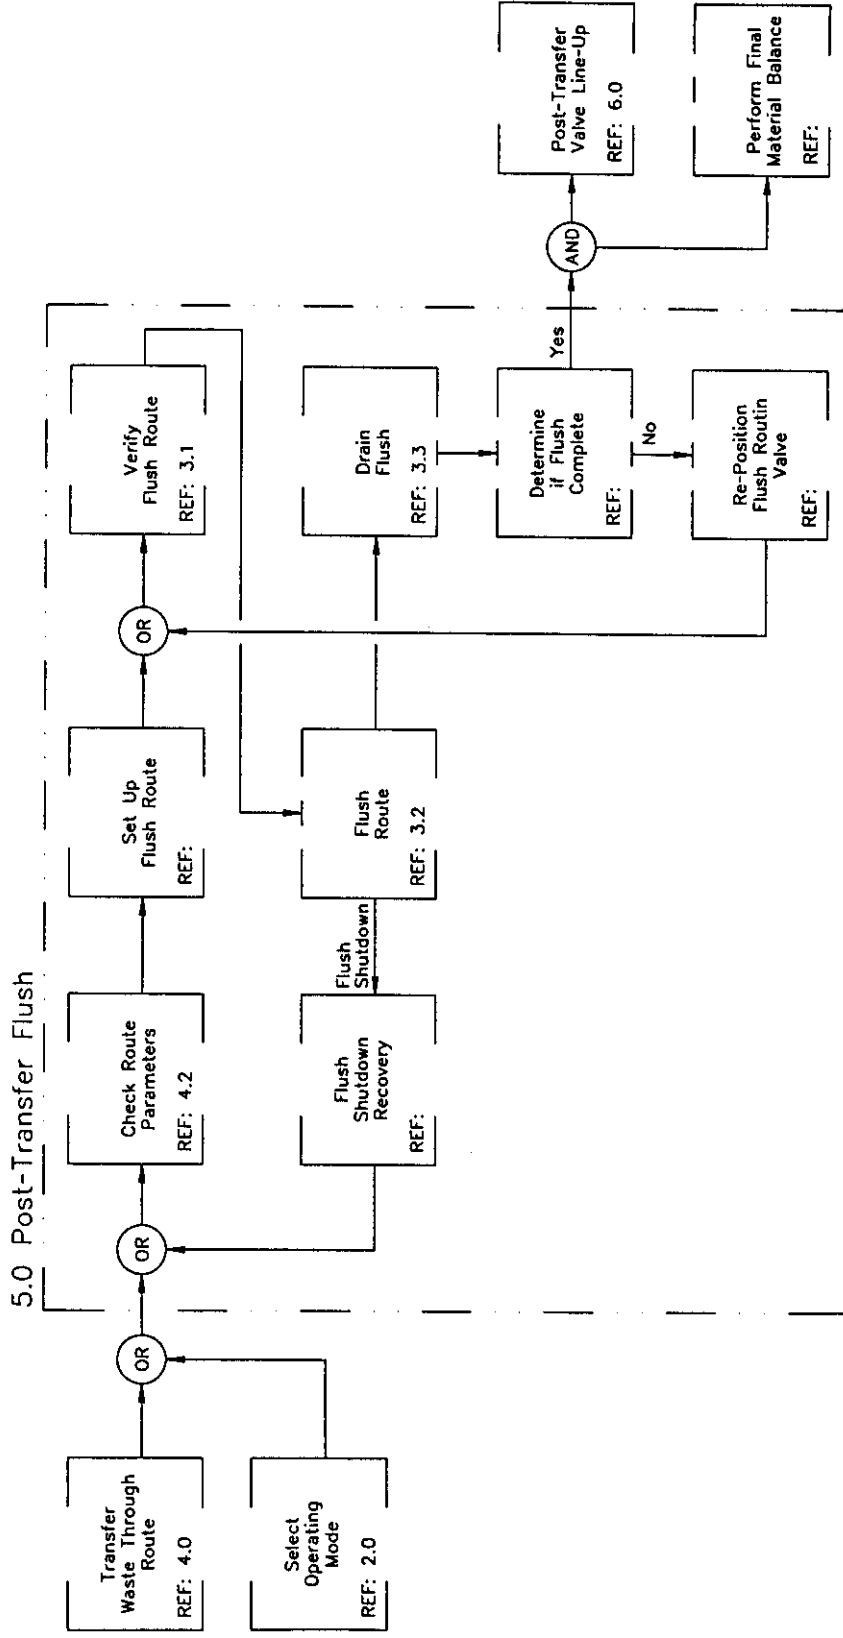 5.0 Post-Transfer Flush
Transfer
Waste Through
Route
REF: 4.0
Select
Operating
Mode
REF: 2.0
OR
OR
Check Route
Parameters
REF: 4.2
Set Up
Flush Route
REF:
OR
Verify
Flush Route
REF: 3.1
Flush
Shutdown
Recovery
REF:
Flush
Shutdown
Flush
Route
REF: 3.2
Drain
Flush
REF: 3.3
Determine
if Flush
Complete
REF:
Yes
No
Re-Position
Flush Routin
Valve
REF:
AND
Post-Transfer
Valve Line-Up
REF: 6.0
Perform Final
Material Balance
REF: